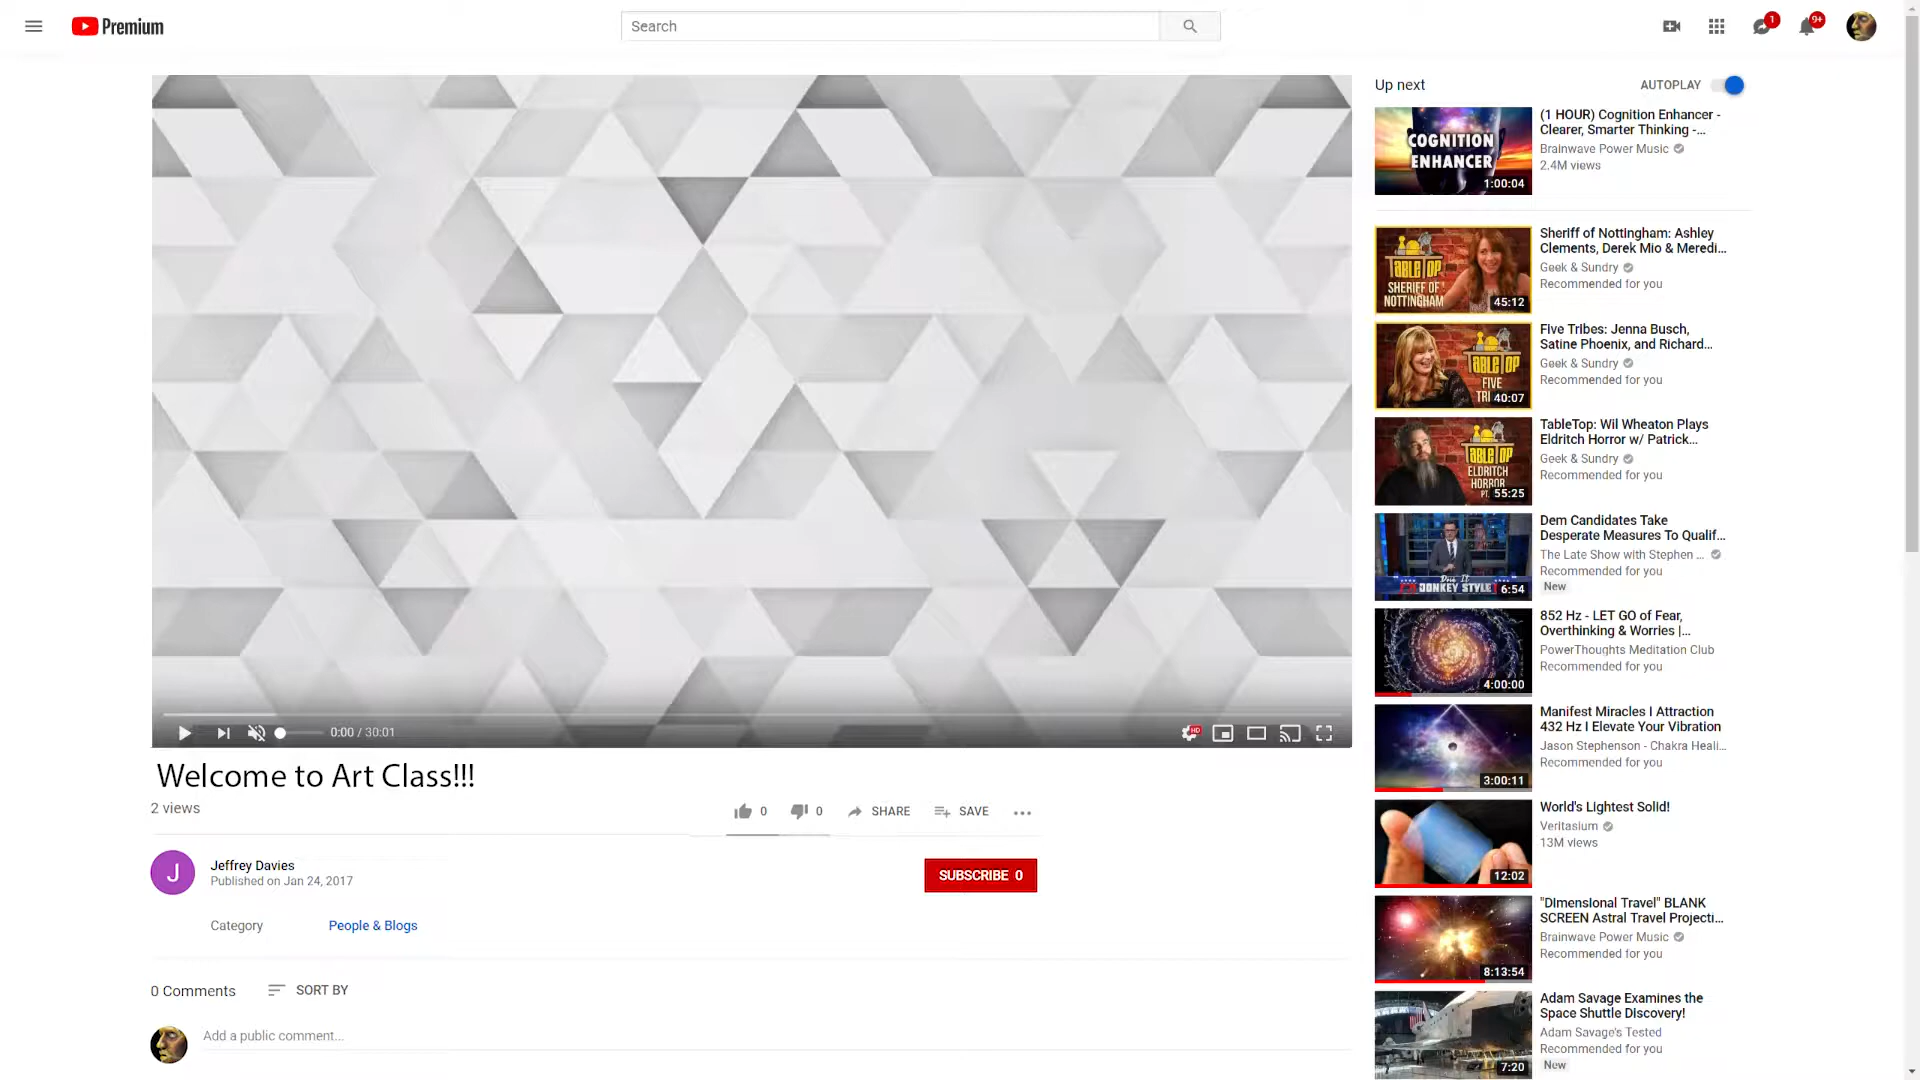 Premium
Search
1
9+
Up next
AUTOPLAY
COGNITION
ENHANCER
1:00:04
(1 HOUR) Cognition Enhancer -
Clearer, Smarter Thinking -...
Brainwave Power Music
2.4M views
TABLETOP
SHERIFF OF
NOTTINGHAM
45:12
Sheriff of Nottingham: Ashley
Clements, Derek Mio & Meredi...
Geek & Sundry
Recommended for you
TABLETOP
FIVE
TRI
40:07
Five Tribes: Jenna Busch,
Satine Phoenix, and Richard...
Geek & Sundry
Recommended for you
TABLETOP
ELDRITCH
HORROR
PT.
55:25
TableTop: Wil Wheaton Plays
Eldritch Horror w/ Patrick...
Geek & Sundry
Recommended for you
Doin It
DONKEY STYLE
6:54
Dem Candidates Take
Desperate Measures To Qualif...
The Late Show with Stephen ...
Recommended for you
New
4:00:00
852 Hz - LET GO of Fear,
Overthinking & Worries |...
PowerThoughts Meditation Club
Recommended for you
3:00:11
Manifest Miracles I Attraction
432 Hz I Elevate Your Vibration
Jason Stephenson - Chakra Heali...
Recommended for you
12:02
World's Lightest Solid!
Veritasium
13M views
8:13:54
"Dimensional Travel" BLANK
SCREEN Astral Travel Projecti...
Brainwave Power Music
Recommended for you
7:20
Adam Savage Examines the
Space Shuttle Discovery!
Adam Savage's Tested
Recommended for you
New
0:00 / 30:01
HD
Welcome to Art Class!!!
2 views
0
0
SHARE
SAVE
J
Jeffrey Davies
Published on Jan 24, 2017
SUBSCRIBE 0
Category
People & Blogs
0 Comments
SORT BY
Add a public comment...